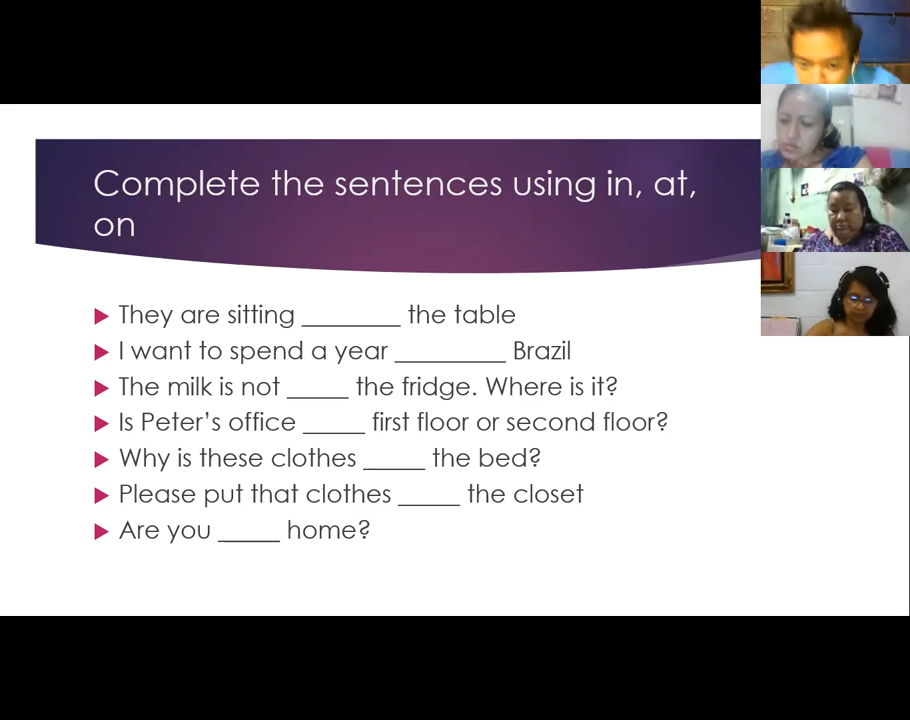 Complete the sentences using in, at,
on
They are sitting ________ the table
I want to spend a year _________ Brazil
The milk is not _____ the fridge. Where is it?
Is Peter’s office _____ first floor or second floor?
Why is these clothes _____ the bed?
Please put that clothes _____ the closet
Are you _____ home?